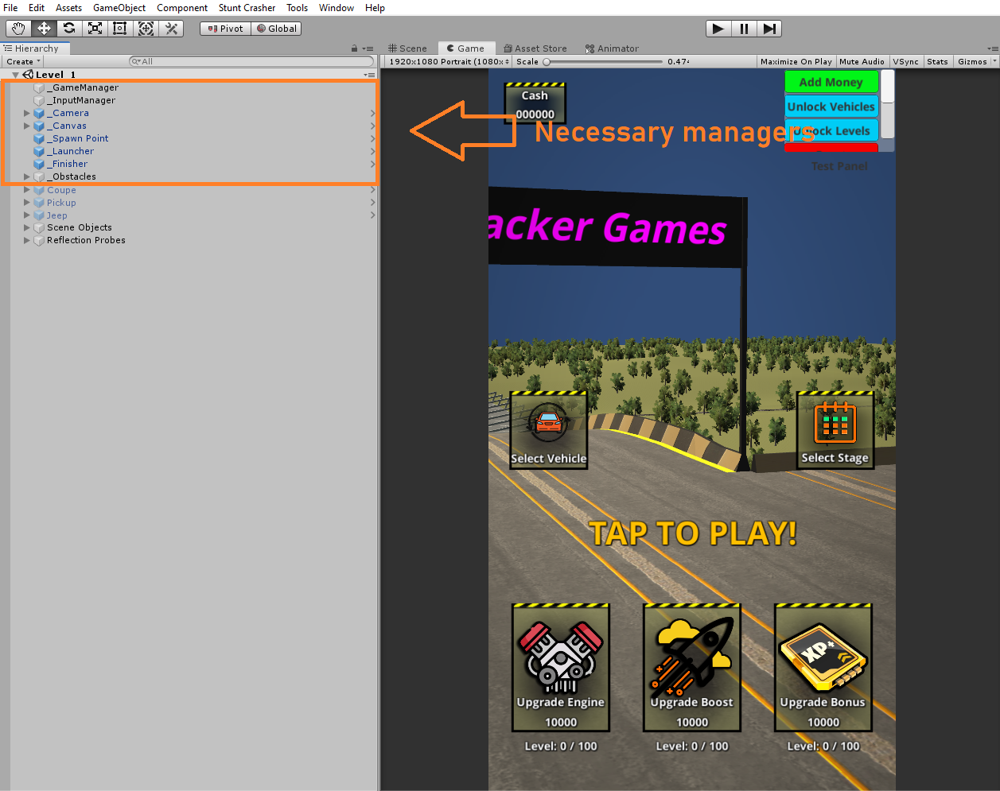 File Edit Assets GameObject Component Stunt Crasher Tools Window Help
Pivot Global
Hierarchy
Scene Game Asset Store Animator
Create All
1920x1080 Portrait (1080x Scale 0.47 Maximize On Play Mute Audio VSync Stats Gizmos
Level_1
_GameManager
_InputManager
_Camera
_Canvas
_Spawn Point
_Launcher
_Finisher
_Obstacles
Coupe
Pickup
Jeep
Scene Objects
Reflection Probes
Necessary managers
Cash
000000
Add Money
Unlock Vehicles
ock Levels
Test Panel
acker Games
Select Vehicle
Select Stage
TAP TO PLAY!
XP+
Upgrade Engine
10000
Level: 0 / 100
Upgrade Boost
10000
Level: 0 / 100
Upgrade Bonus
10000
Level: 0 / 100